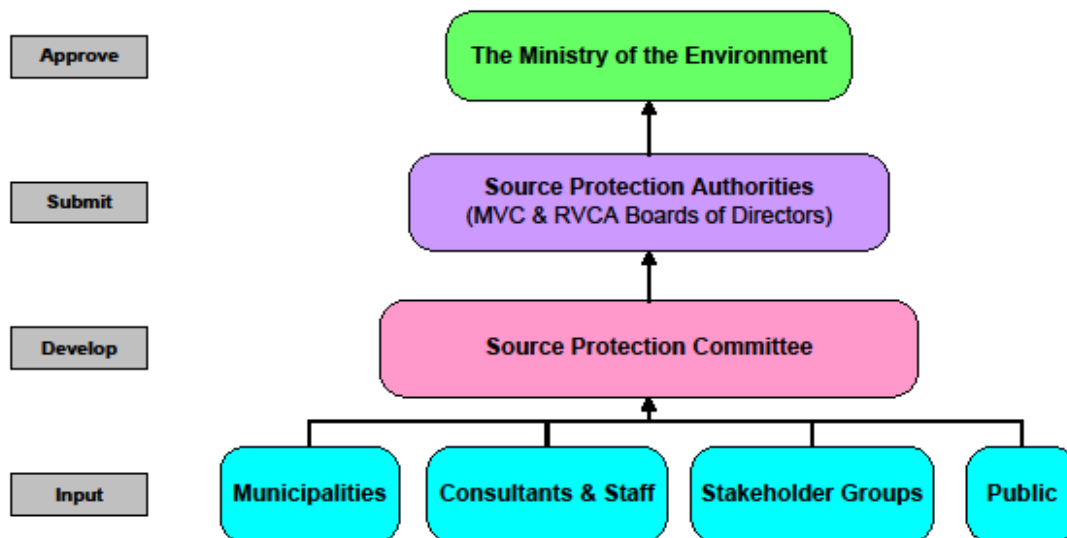 Approve
The Ministry of the Environment
Submit
Source Protection Authorities
(MVC & RVCA Boards of Directors)
Develop
Source Protection Committee
Input
Municipalities
Consultants & Staff
Stakeholder Groups
Public